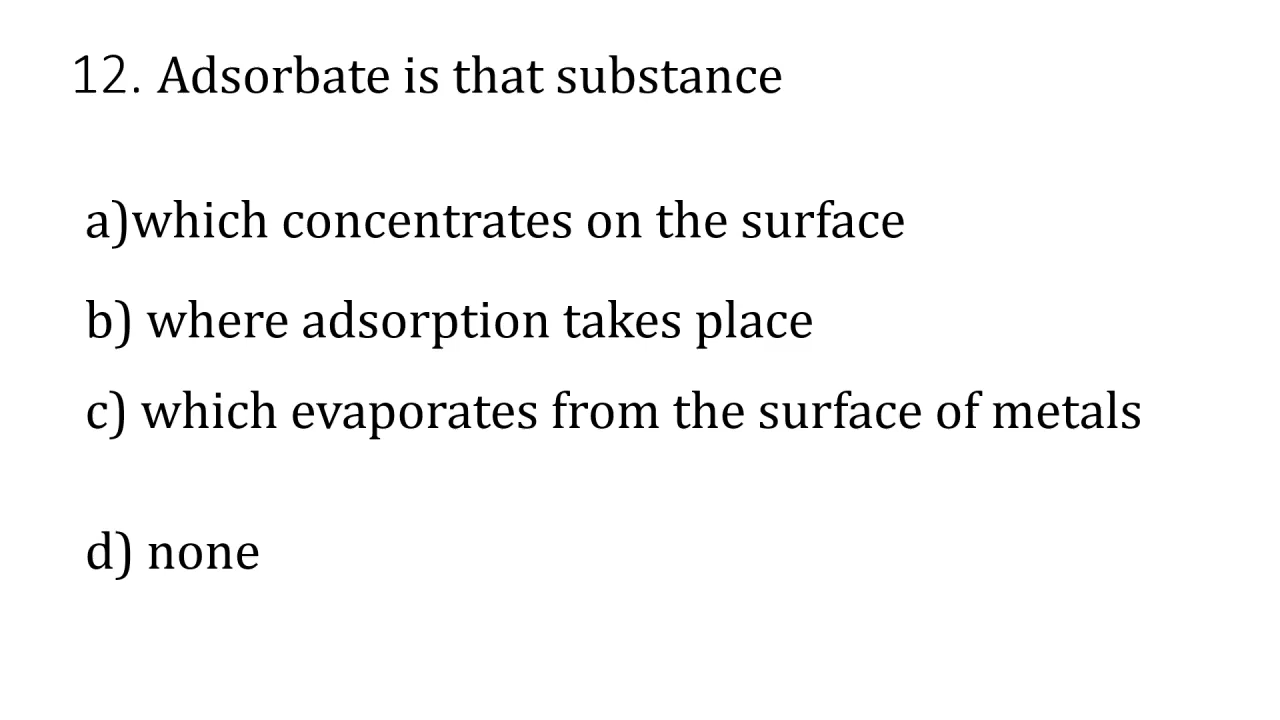 12. Adsorbate is that substance
a)which concentrates on the surface
b) where adsorption takes place
c) which evaporates from the surface of metals
d) none